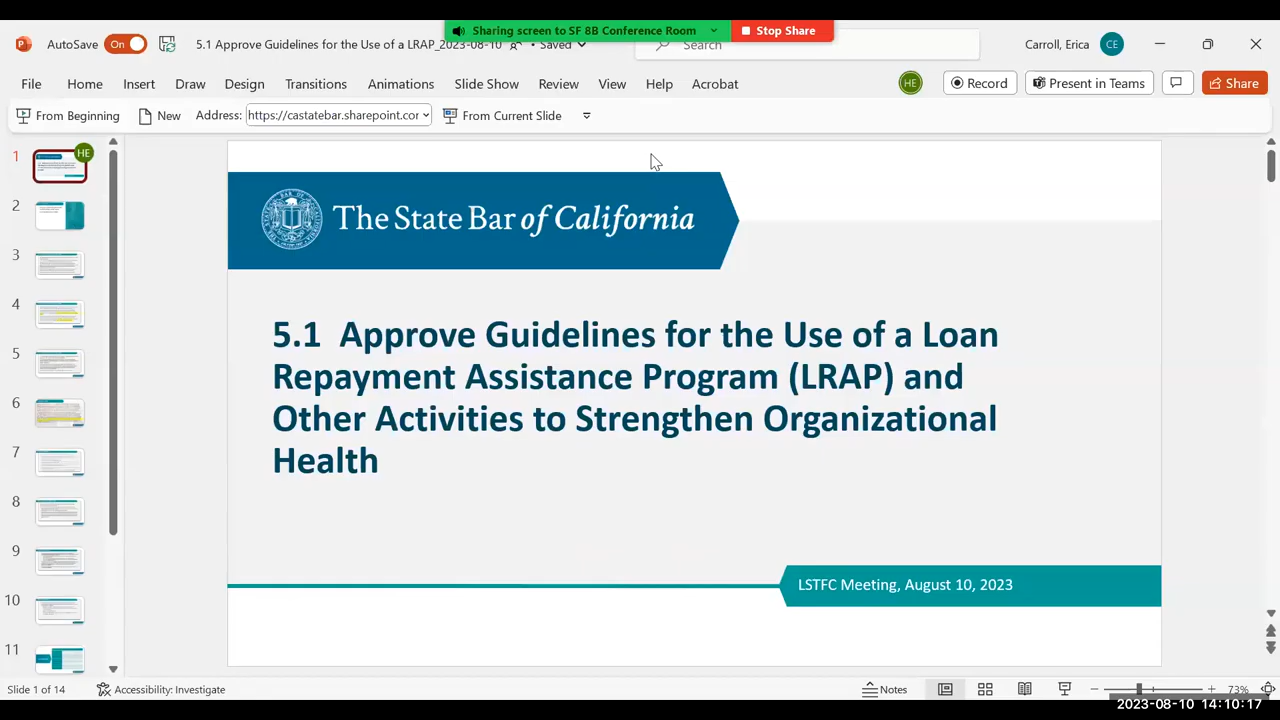 Sharing screen to SF 8B Conference Room
Stop Share
AutoSave On
5.1 Approve Guidelines for the Use of a LRAP_2023-08-10 • Saved
Search
Carroll, Erica CE
File Home Insert Draw Design Transitions Animations Slide Show Review View Help Acrobat
HE
Record
Present in Teams
Share
From Beginning
New
Address:
https://castatebar.sharepoint.cor
From Current Slide
1
HE
2
3
4
5
6
7
8
9
10
11
The State Bar of California
5.1 Approve Guidelines for the Use of a Loan
Repayment Assistance Program (LRAP) and
Other Activities to Strengthen Organizational
Health
LSTFC Meeting, August 10, 2023
Slide 1 of 14
Accessibility: Investigate
Notes
73%
2023-08-10 14:10:17